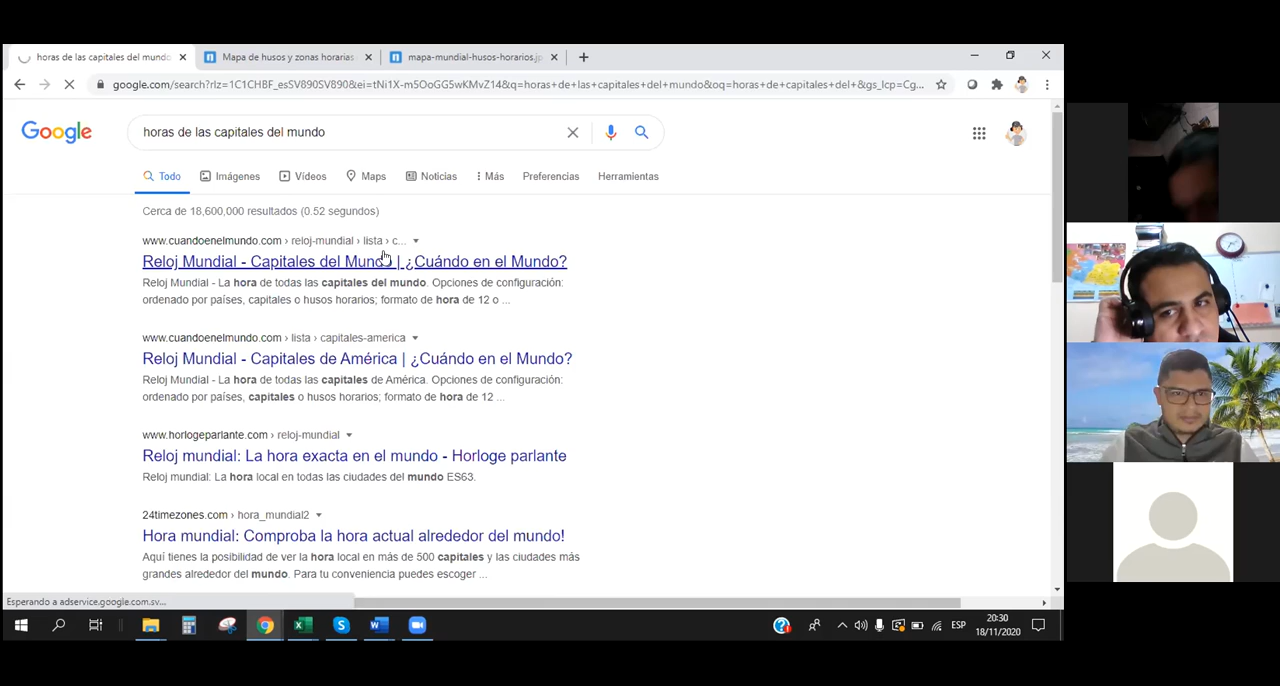 horas de las capitales del mundo
Mapa de husos y zonas horarias
mapa-mundial-husos-horarios.jp
google.com/search?rlz=1C1CHBF_esSV890SV890&ei=tNi1X-m5OoGG5wKMvZ14&q=horas+de+las+capitales+del+mundo&oq=horas+de+capitales+del+&gs_lcp=Cg...
Google
horas de las capitales del mundo
Todo
Imágenes
Vídeos
Maps
Noticias
Más
Preferencias
Herramientas
Cerca de 18,600,000 resultados (0.52 segundos)
www.cuandoenelmundo.com › reloj-mundial › lista › c...
Reloj Mundial - Capitales del Mundo | ¿Cuándo en el Mundo?
Reloj Mundial - La hora de todas las capitales del mundo. Opciones de configuración:
ordenado por países, capitales o husos horarios; formato de hora de 12 o ...
www.cuandoenelmundo.com › lista › capitales-america
Reloj Mundial - Capitales de América | ¿Cuándo en el Mundo?
Reloj Mundial - La hora de todas las capitales de América. Opciones de configuración:
ordenado por países, capitales o husos horarios; formato de hora de 12 ...
www.horlogeparlante.com › reloj-mundial
Reloj mundial: La hora exacta en el mundo - Horloge parlante
Reloj mundial: La hora local en todas las ciudades del mundo ES63.
24timezones.com › hora_mundial2
Hora mundial: Comproba la hora actual alrededor del mundo!
Aquí tienes la posibilidad de ver la hora local en más de 500 capitales y las ciudades más
grandes alrededor del mundo. Para tu conveniencia puedes escoger ...
Esperando a adservice.google.com.sv...
ESP
20:30
18/11/2020